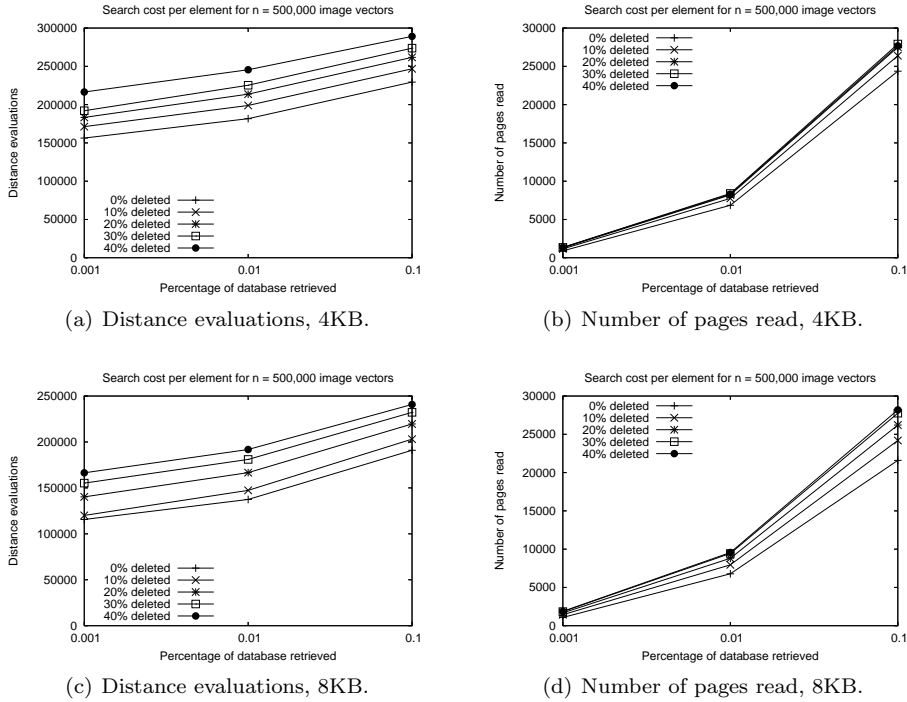 Search cost per element for n = 500,000 image vectors
300000
250000
200000
150000
100000
50000
0
Distance evaluations
0% deleted
10% deleted
20% deleted
30% deleted
40% deleted
0.001 0.01 0.1
Percentage of database retrieved
(a) Distance evaluations, 4KB.
Search cost per element for n = 500,000 image vectors
30000
25000
20000
15000
10000
5000
0
Number of pages read
0% deleted
10% deleted
20% deleted
30% deleted
40% deleted
0.001 0.01 0.1
Percentage of database retrieved
(b) Number of pages read, 4KB.
Search cost per element for n = 500,000 image vectors
250000
200000
150000
100000
50000
0
Distance evaluations
0% deleted
10% deleted
20% deleted
30% deleted
40% deleted
0.001 0.01 0.1
Percentage of database retrieved
(c) Distance evaluations, 8KB.
Search cost per element for n = 500,000 image vectors
30000
25000
20000
15000
10000
5000
0
Number of pages read
0% deleted
10% deleted
20% deleted
30% deleted
40% deleted
0.001 0.01 0.1
Percentage of database retrieved
(d) Number of pages read, 8KB.